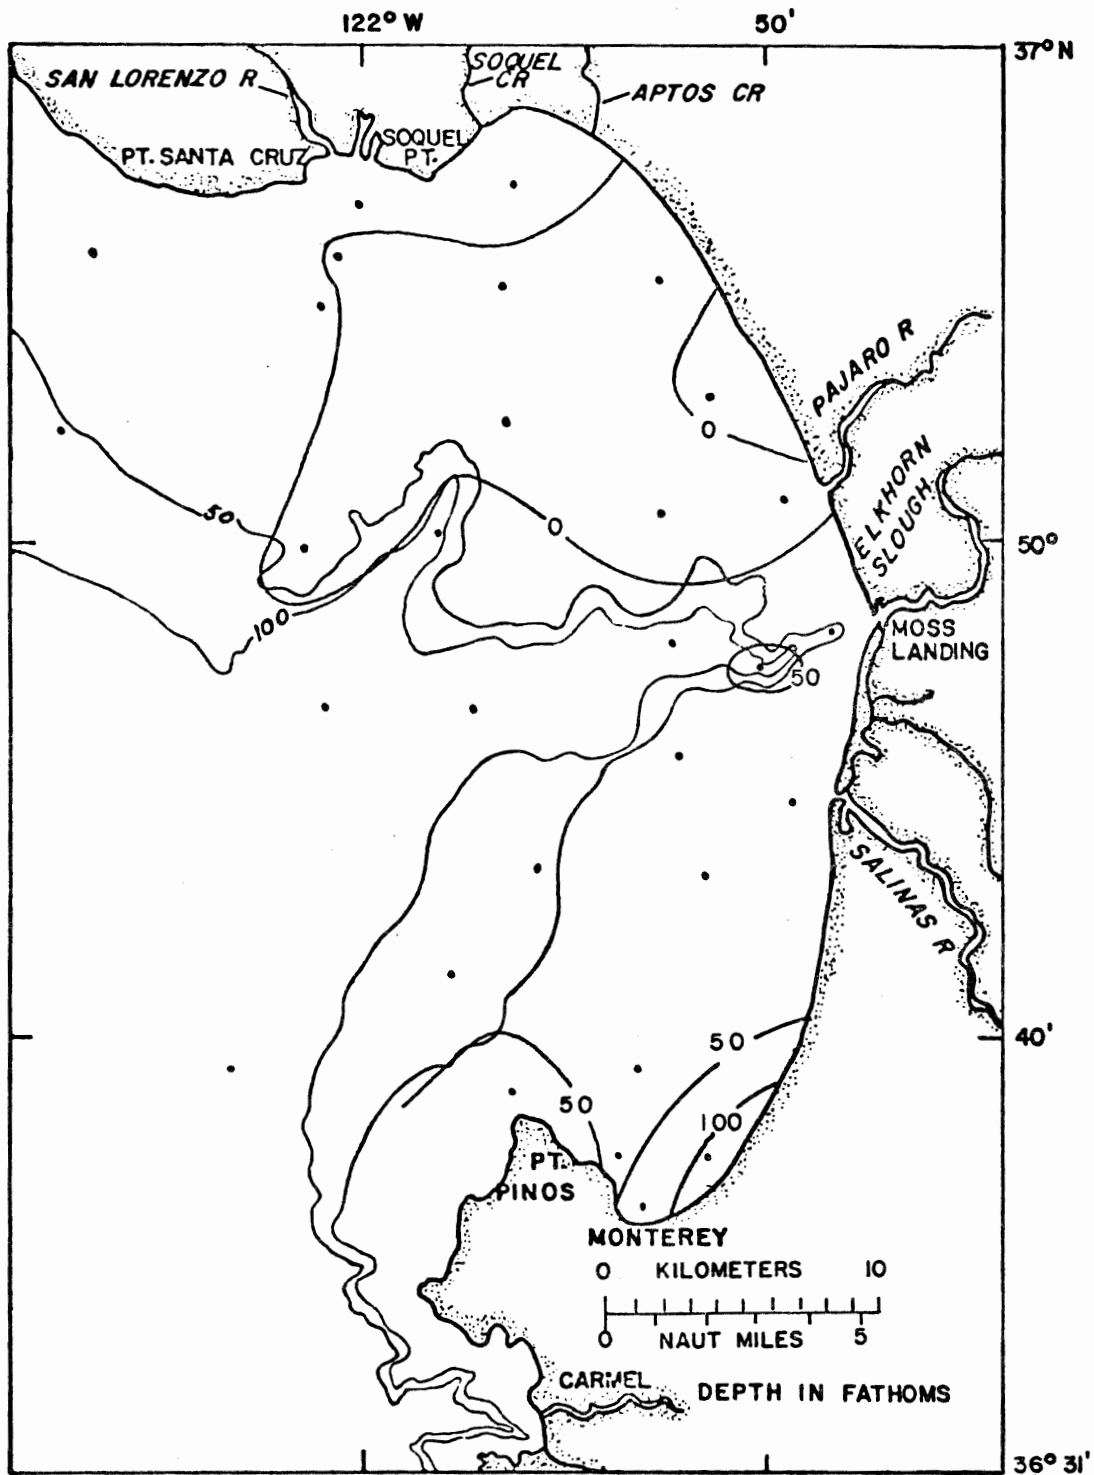 122° W
50'
37° N
SAN LORENZO R
SOQUEL
CR
APTOS CR
PT. SANTA CRUZ
SOQUEL
PT.
PAJARO R
0
50
0
ELKHORN
SLOUGH
50°
100
MOSS
LANDING
50
SALINAS R
50
40'
50
100
PT.
PINOS
MONTEREY
0 KILOMETERS 10
0 NAUT MILES 5
CARMEL
DEPTH IN FATHOMS
36° 31'